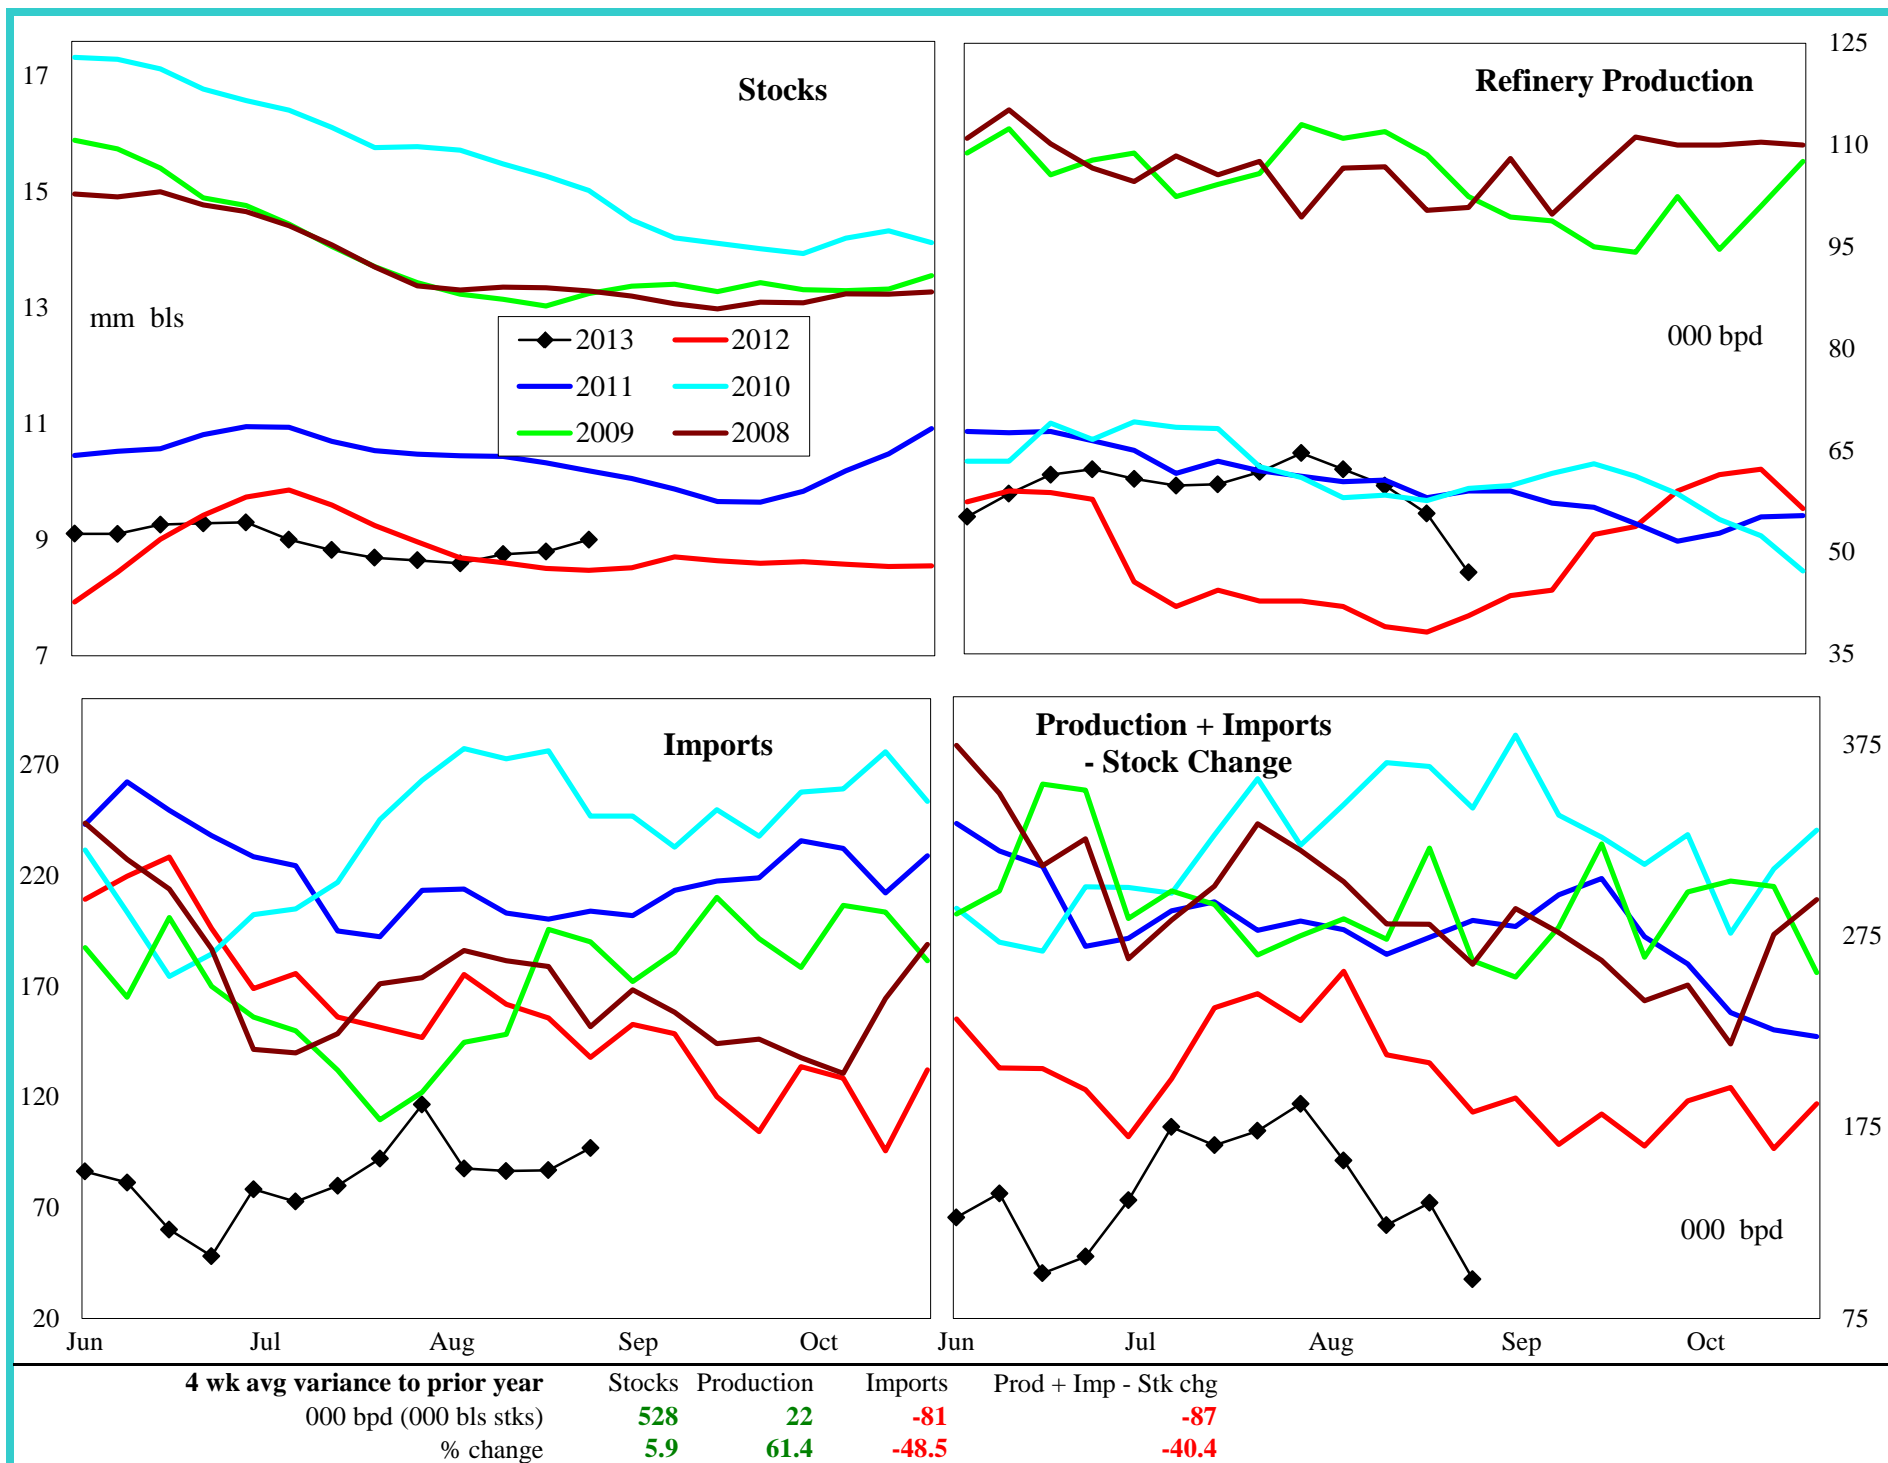 Stocks
17
15
13
11
9
7
mm bls
2013
2012
2011
2010
2009
2008
Refinery Production
125
110
95
80
65
50
35
000 bpd
Imports
270
220
170
120
70
20
Jun Jul Aug Sep Oct
Production + Imports
- Stock Change
375
275
175
75
000 bpd
Jun Jul Aug Sep Oct
4 wk avg variance to prior year Stocks Production Imports Prod + Imp - Stk chg
000 bpd (000 bls stks) 528 22 -81 -87
% change 5.9 61.4 -48.5 -40.4